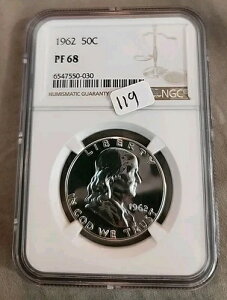 1962 50C
PF 68
6547550-030
NUMISMATIC GUARANTY
NGC
119
LIBERTY
1962
IN GOD WE TRUST